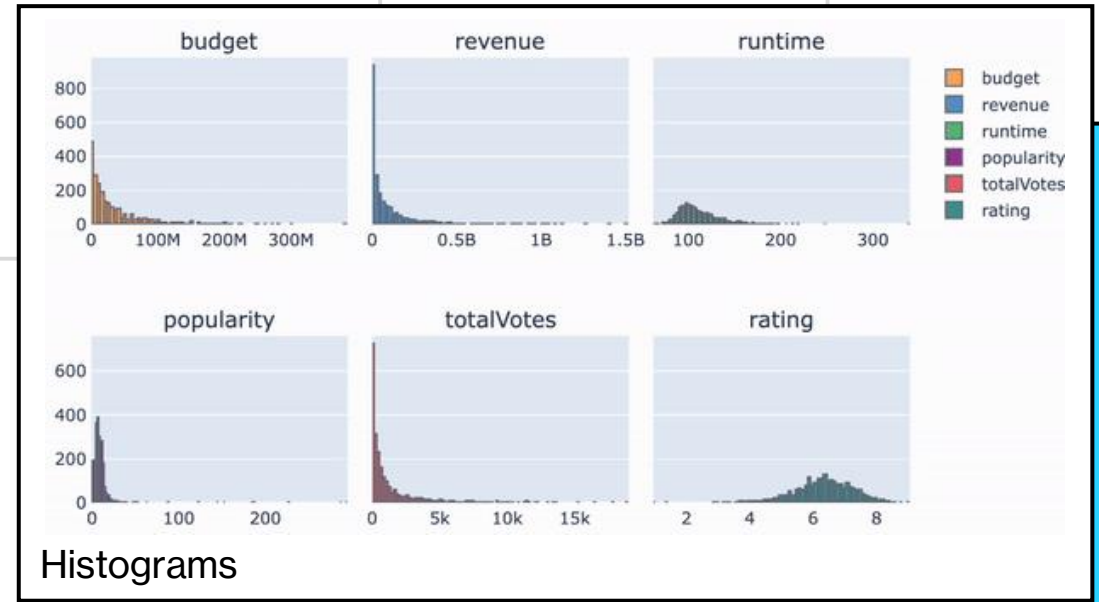 budget
revenue
runtime
800
600
400
200
0
0 100M 200M 300M
0 0.5B 1B 1.5B
100 200 300
budget
revenue
runtime
popularity
totalVotes
rating
popularity
totalVotes
rating
600
400
200
0
0 100 200
0 5k 10k 15k
2 4 6 8
Histograms